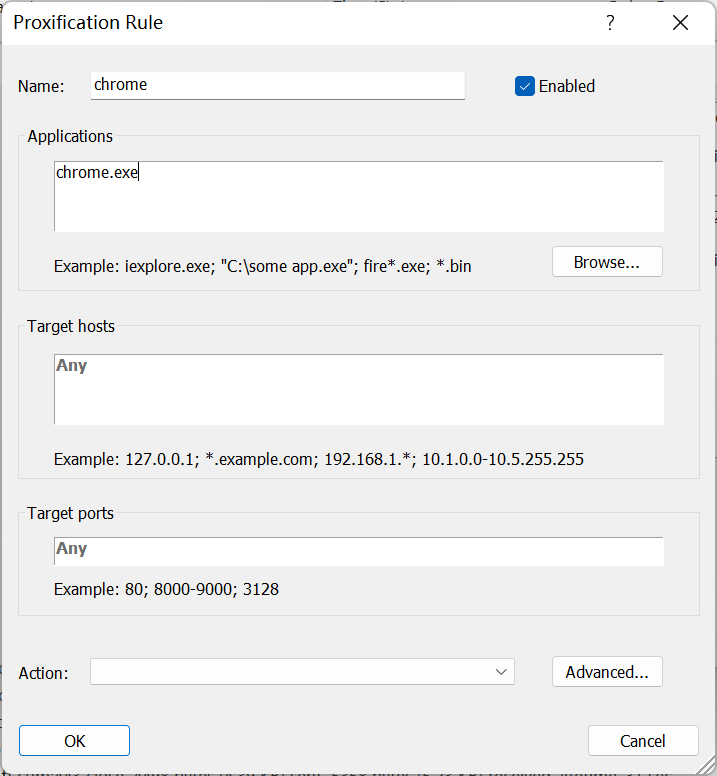 Proxification Rule
?
Name: chrome Enabled
Applications
chrome.exe
Example: iexplore.exe; "C:\some app.exe"; fire*.exe; *.bin Browse...
Target hosts
Any
Example: 127.0.0.1; *.example.com; 192.168.1.*; 10.1.0.0-10.5.255.255
Target ports
Any
Example: 80; 8000-9000; 3128
Action: Advanced...
OK Cancel